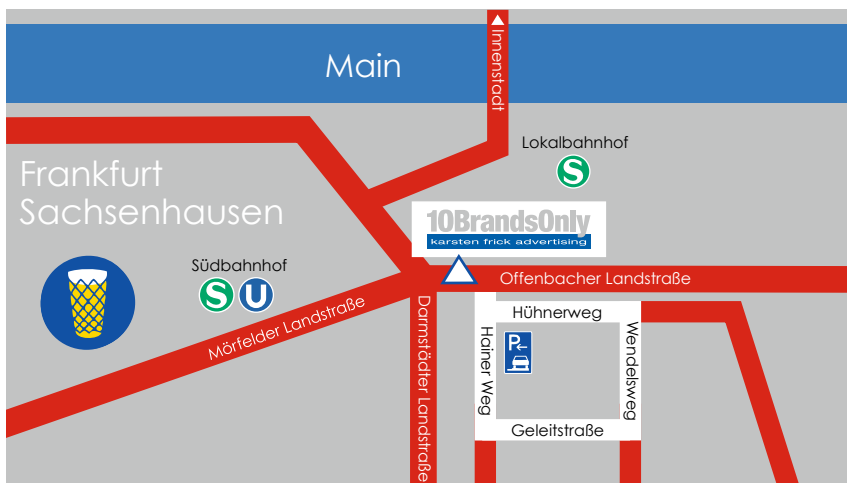 Innenstadt
Main
Lokalbahnhof
S
Frankfurt
Sachsenhausen
10BrandsOnly
karsten frick advertising
Südbahnhof
S U
Offenbacher Landstraße
Mörfelder Landstraße
Darmstädter Landstraße
Hühnerweg
Hainer Weg
P
Wendelsweg
Geleitstraße